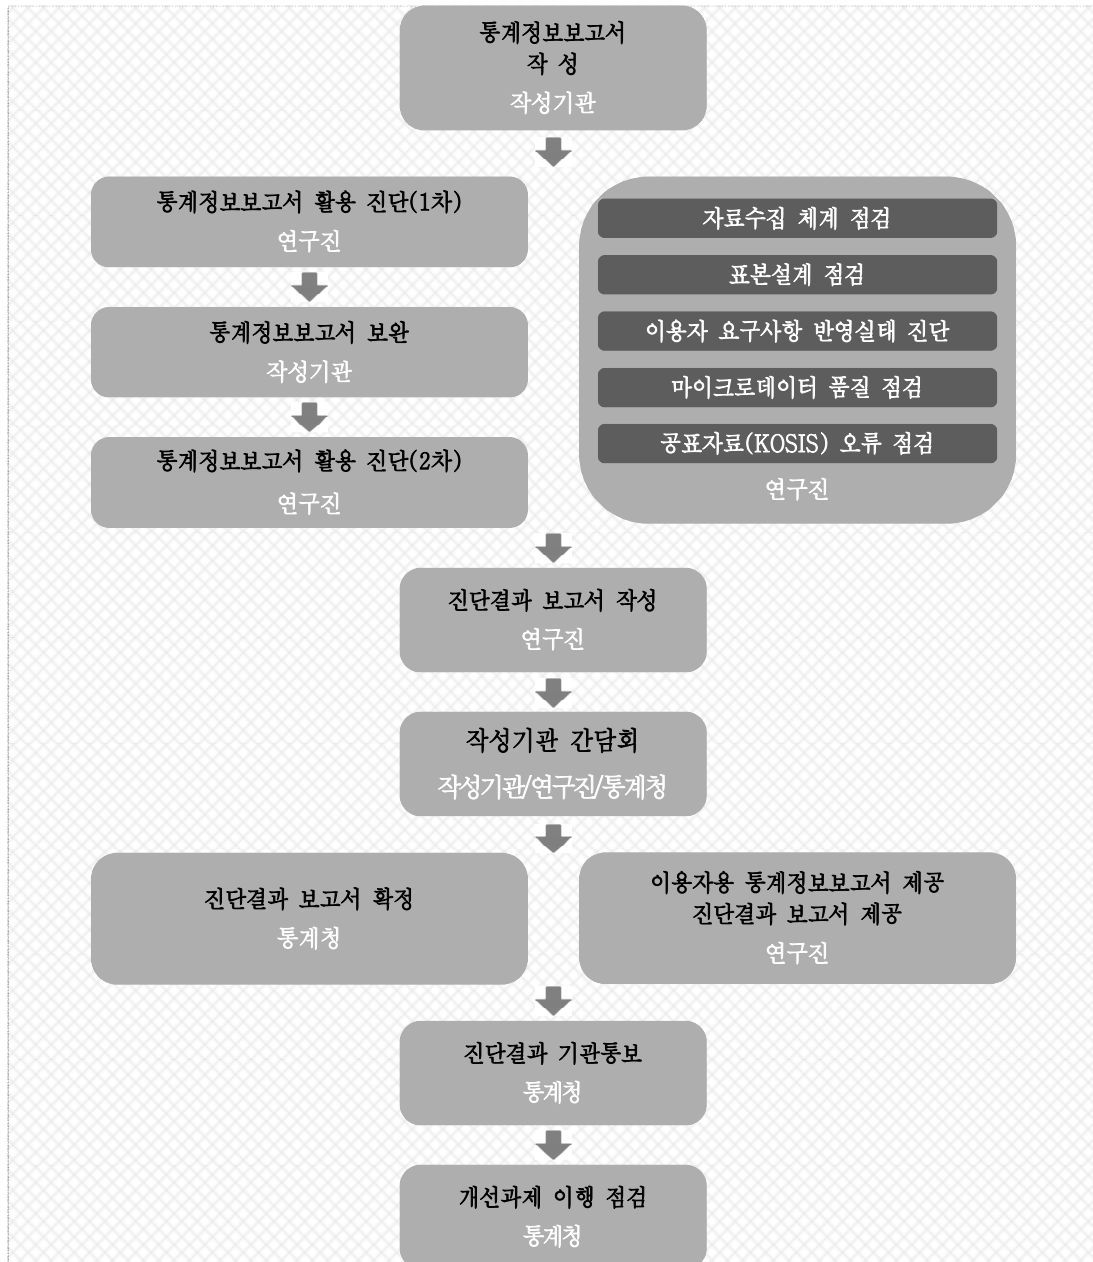 통계정보보고서
작 성
작성기관
통계정보보고서 활용 진단(1차)
연구진
통계정보보고서 보완
작성기관
통계정보보고서 활용 진단(2차)
연구진
자료수집 체계 점검
표본설계 점검
이용자 요구사항 반영실태 진단
마이크로데이터 품질 점검
공표자료(KOSIS) 오류 점검
연구진
진단결과 보고서 작성
연구진
작성기관 간담회
작성기관/연구진/통계청
진단결과 보고서 확정
통계청
이용자용 통계정보보고서 제공
진단결과 보고서 제공
연구진
진단결과 기관통보
통계청
개선과제 이행 점검
통계청